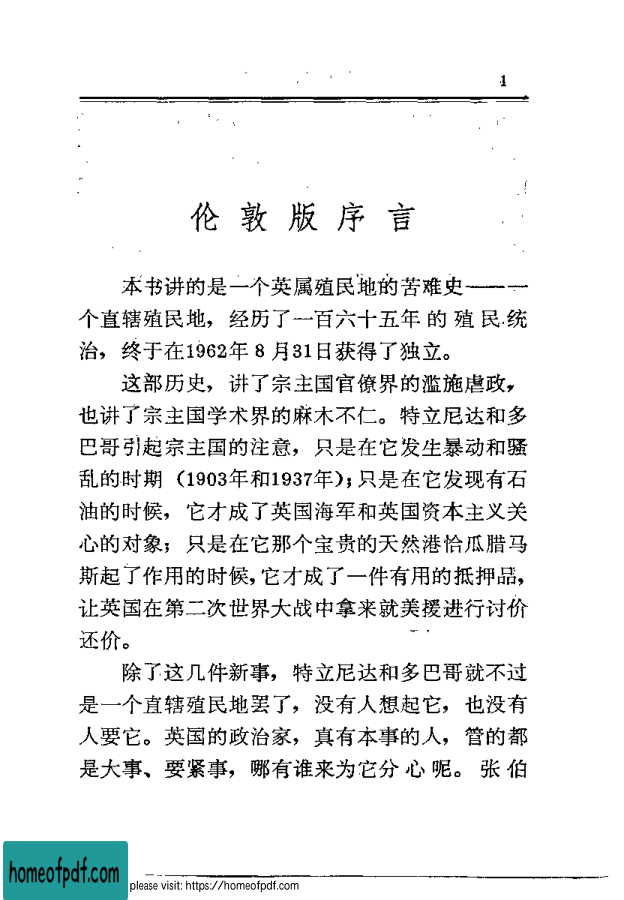 1
伦敦版序言
本书讲的是一个英属殖民地的苦难史——一
个直辖殖民地，经历了一百六十五年的殖民统
治，终于在1962年8月31日获得了独立。
这部历史，讲了宗主国官僚界的滥施虐政，
也讲了宗主国学术界的麻木不仁。特立尼达和多
巴哥引起宗主国的注意，只是在它发生暴动和骚
乱的时期（1903年和1937年）；只是在它发现有石
油的时候，它才成了英国海军和英国资本主义关
心的对象；只是在它那个宝贵的天然港恰瓜腊马
斯起了作用的时候，它才成了一件有用的抵押品，
让英国在第二次世界大战中拿来就美援进行讨价
还价。
除了这几件新事，特立尼达和多巴哥就不过
是一个直辖殖民地罢了，没有人想起它，也没有
人要它。英国的政治家，真有本事的人，管的都
是大事、要紧事，哪有谁来为它分心呢。张伯
homeofpdf.com
please visit: https://homeofpdf.com